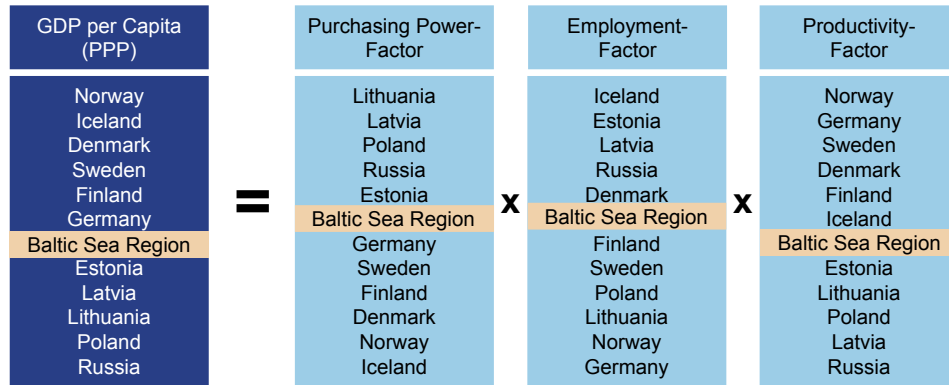 GDP per Capita
(PPP)
Norway
Iceland
Denmark
Sweden
Finland
Germany
Baltic Sea Region
Estonia
Latvia
Lithuania
Poland
Russia
=
Purchasing Power-
Factor
Lithuania
Latvia
Poland
Russia
Estonia
Baltic Sea Region
Germany
Sweden
Finland
Denmark
Norway
Iceland
x
Employment-
Factor
Iceland
Estonia
Latvia
Russia
Denmark
Baltic Sea Region
Finland
Sweden
Poland
Lithuania
Norway
Germany
x
Productivity-
Factor
Norway
Germany
Sweden
Denmark
Finland
Iceland
Baltic Sea Region
Estonia
Lithuania
Poland
Latvia
Russia